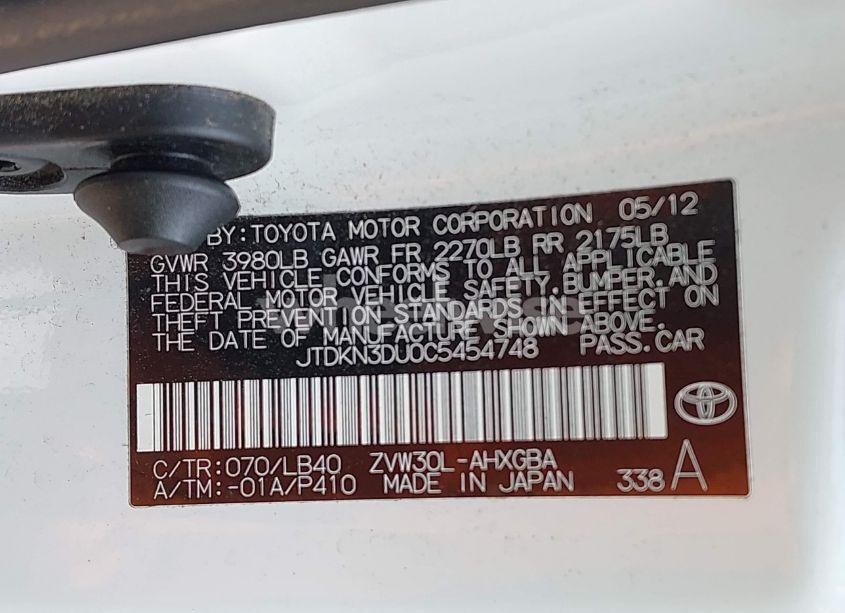 BY: TOYOTA MOTOR CORPORATION 05/12
GVWR 3980LB GAWR FR 2270LB RR 2175LB
THIS VEHICLE CONFORMS TO ALL APPLICABLE
FEDERAL MOTOR VEHICLE SAFETY, BUMPER, AND
THEFT PREVENTION STANDARDS IN EFFECT ON
THE DATE OF MANUFACTURE SHOWN ABOVE.
JTDKN3DU0C5454748 PASS.CAR
C/TR:070/LB40 ZVW30L-AHXGBA
A/TM:-01A/P410 MADE IN JAPAN 338 A